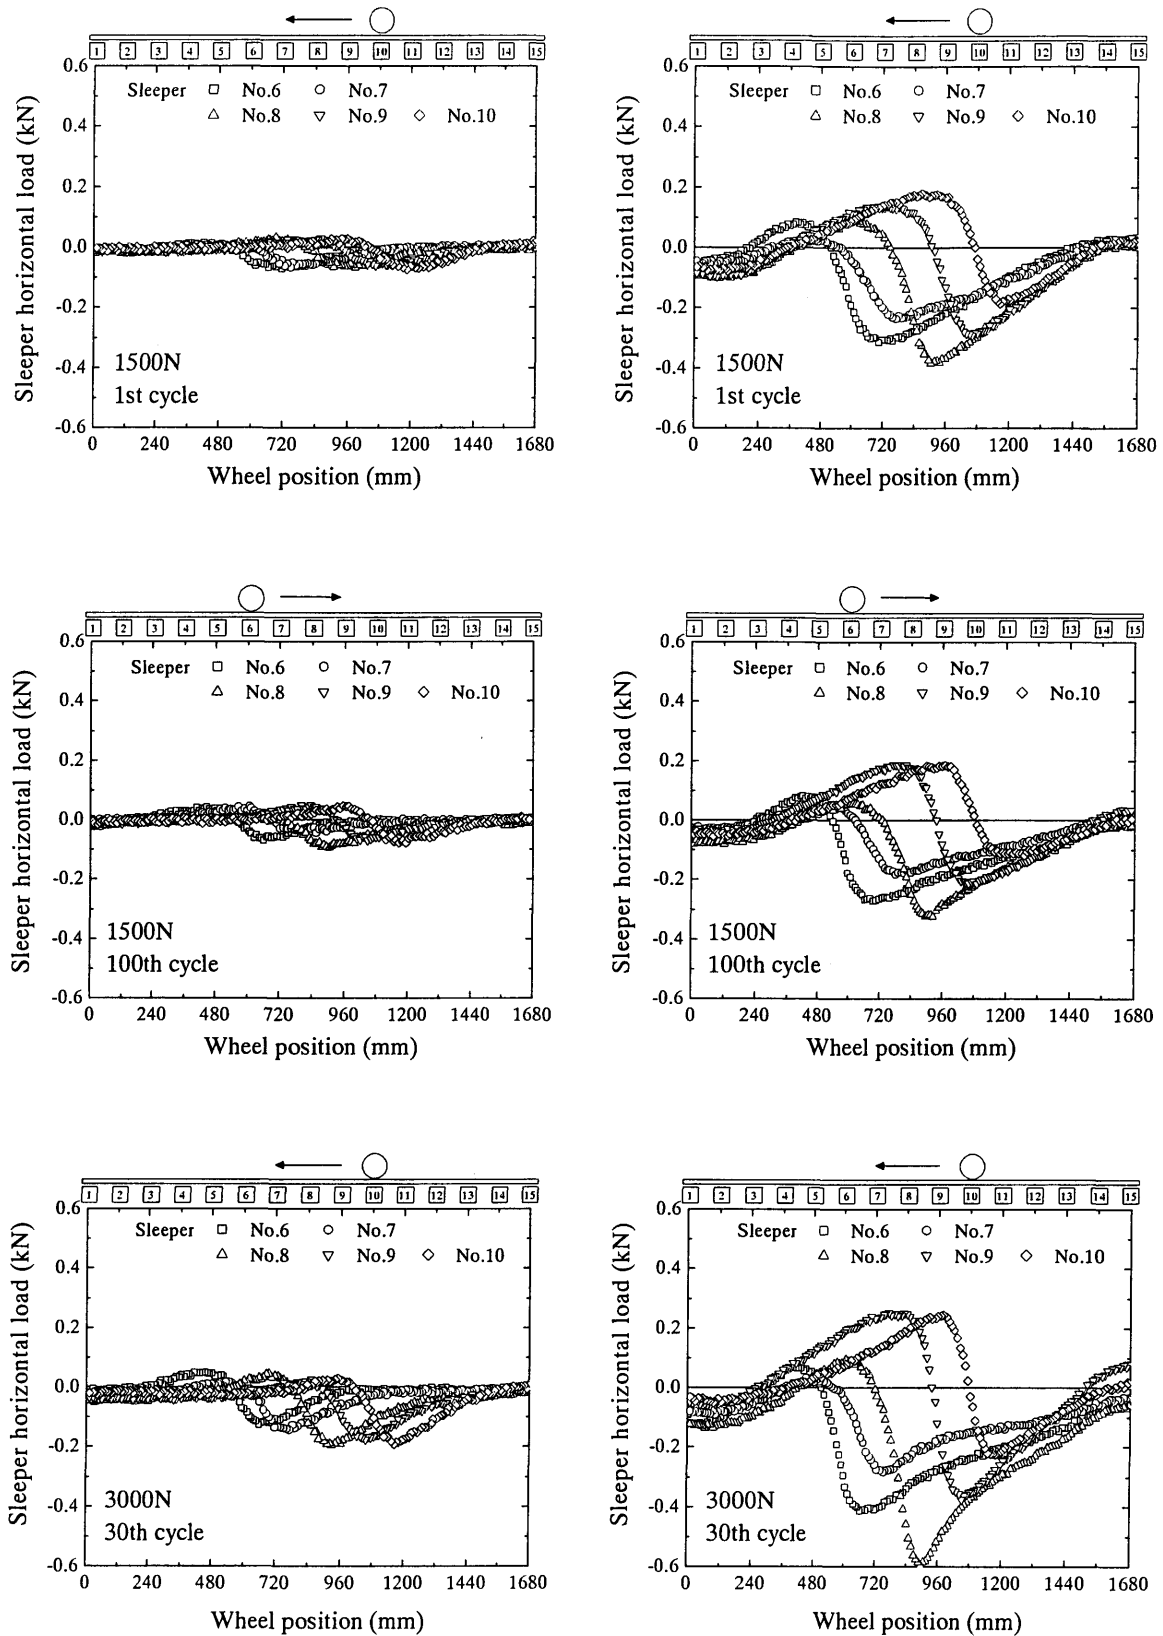 1 2 3 4 5 6 7 8 9 10 11 12 13 14 15
0.6
Sleeper No.6 No.7
No.8 No.9 No.10
0.4
0.2
0.0
-0.2
-0.4
-0.6
Sleeper horizontal load (kN)
1500N
1st cycle
0 240 480 720 960 1200 1440 1680
Wheel position (mm)
1 2 3 4 5 6 7 8 9 10 11 12 13 14 15
0.6
Sleeper No.6 No.7
No.8 No.9 No.10
0.4
0.2
0.0
-0.2
-0.4
-0.6
Sleeper horizontal load (kN)
1500N
1st cycle
0 240 480 720 960 1200 1440 1680
Wheel position (mm)
1 2 3 4 5 6 7 8 9 10 11 12 13 14 15
0.6
Sleeper No.6 No.7
No.8 No.9 No.10
0.4
0.2
0.0
-0.2
-0.4
-0.6
Sleeper horizontal load (kN)
1500N
100th cycle
0 240 480 720 960 1200 1440 1680
Wheel position (mm)
1 2 3 4 5 6 7 8 9 10 11 12 13 14 15
0.6
Sleeper No.6 No.7
No.8 No.9 No.10
0.4
0.2
0.0
-0.2
-0.4
-0.6
Sleeper horizontal load (kN)
1500N
100th cycle
0 240 480 720 960 1200 1440 1680
Wheel position (mm)
1 2 3 4 5 6 7 8 9 10 11 12 13 14 15
0.6
Sleeper No.6 No.7
No.8 No.9 No.10
0.4
0.2
0.0
-0.2
-0.4
-0.6
Sleeper horizontal load (kN)
3000N
30th cycle
0 240 480 720 960 1200 1440 1680
Wheel position (mm)
1 2 3 4 5 6 7 8 9 10 11 12 13 14 15
0.6
Sleeper No.6 No.7
No.8 No.9 No.10
0.4
0.2
0.0
-0.2
-0.4
-0.6
Sleeper horizontal load (kN)
3000N
30th cycle
0 240 480 720 960 1200 1440 1680
Wheel position (mm)